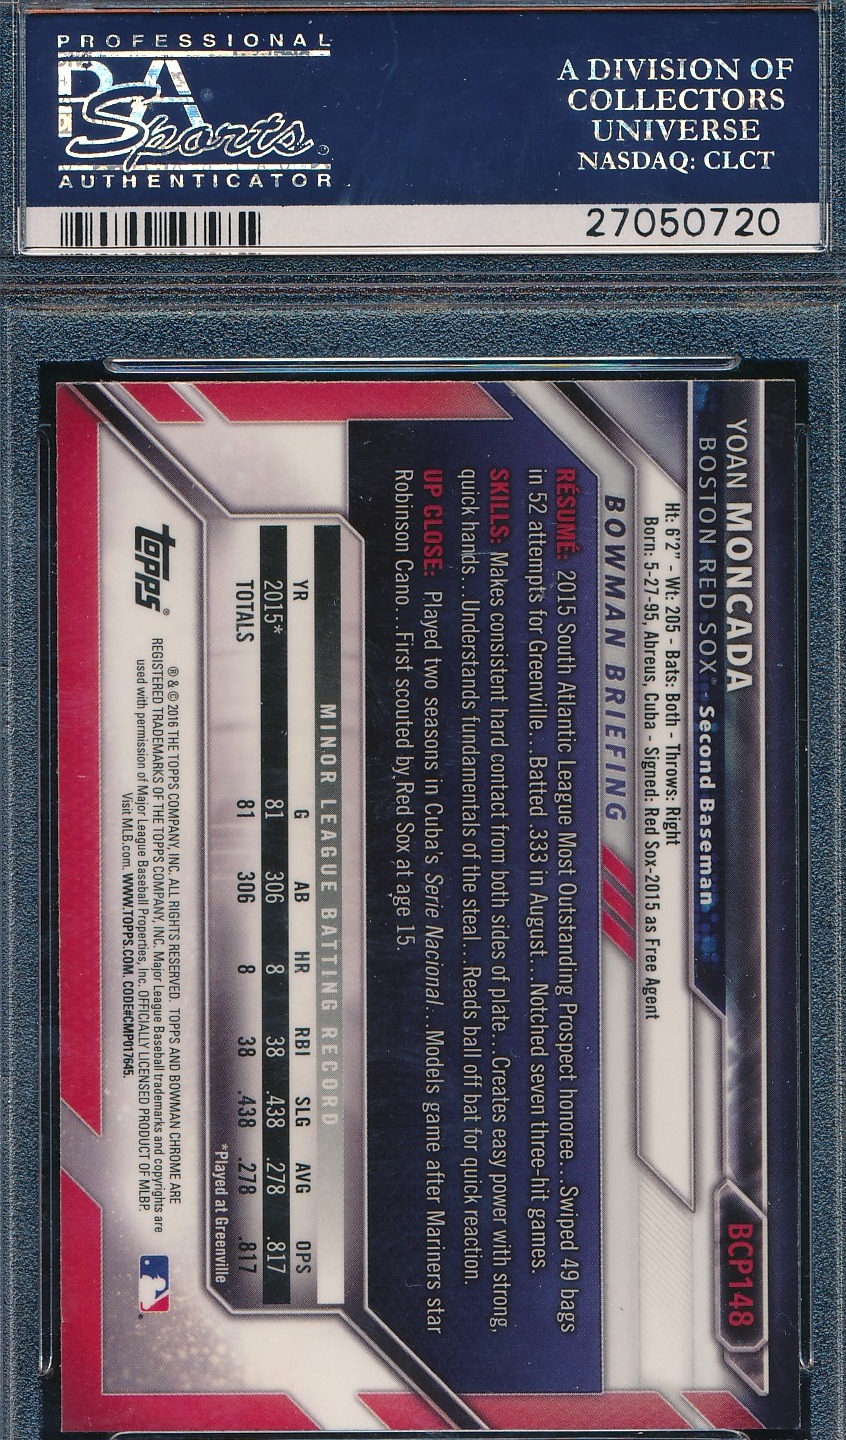 PROFESSIONAL
PSA
Sports
AUTHENTICATOR
A DIVISION OF
COLLECTORS
UNIVERSE
NASDAQ: CLCT
27050720
YOAN MONCADA
BOSTON RED SOX® - Second Baseman
BCP148
Ht: 6'2" - Wt: 205 - Bats: Both - Throws: Right
Born: 5-27-95, Abreus, Cuba - Signed: Red Sox-2015 as Free Agent
BOWMAN BRIEFING
RÉSUMÉ: 2015 South Atlantic League Most Outstanding Prospect honoree...Swiped 49 bags
in 52 attempts for Greenville...Batted .333 in August...Notched seven three-hit games.
SKILLS: Makes consistent hard contact from both sides of plate...Creates easy power with strong,
quick hands...Understands fundamentals of the steal...Reads ball off bat for quick reaction.
UP CLOSE: Played two seasons in Cuba's Serie Nacional...Models game after Mariners star
Robinson Cano...First scouted by Red Sox at age 15.
MINOR LEAGUE BATTING RECORD
YR G AB HR RBI SLG AVG OPS
2015* 81 306 8 38 .438 .278 .817
TOTALS 81 306 8 38 .438 .278 .817
*Played at Greenville
topps®
® & © 2016 THE TOPPS COMPANY, INC. ALL RIGHTS RESERVED. TOPPS AND BOWMAN CHROME ARE
REGISTERED TRADEMARKS OF THE TOPPS COMPANY, INC. Major League Baseball trademarks and copyrights are
used with permission of Major League Baseball Properties, Inc. OFFICIALLY LICENSED PRODUCT OF MLBP.
Visit MLB.com. WWW.TOPPS.COM. CODE#CMP017645.